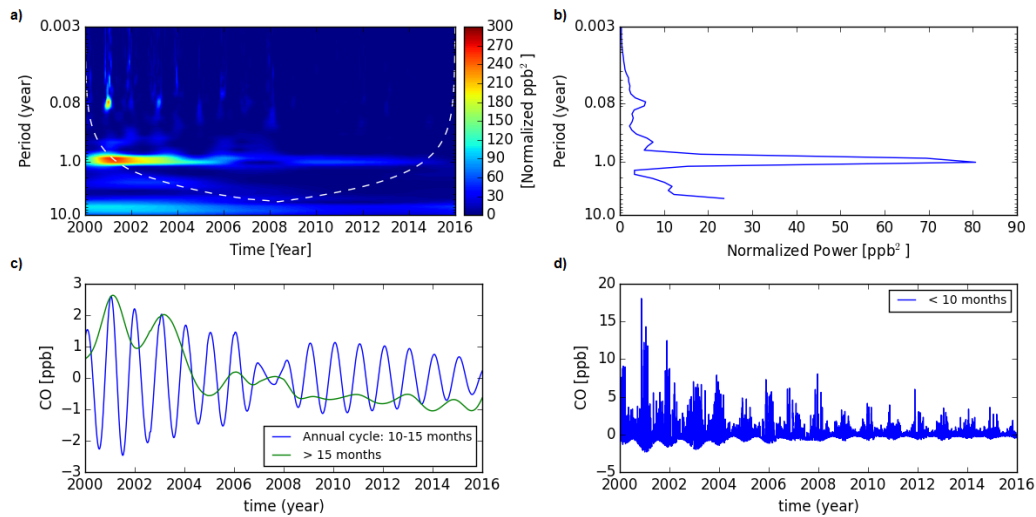 a)
0.003
0.08
1.0
10.0
Period (year)
2000 2002 2004 2006 2008 2010 2012 2014 2016
Time [Year]
300
270
240
210
180
150
120
90
60
30
0
[Normalized ppb²]
b)
0.003
0.08
1.0
10.0
Period (year)
0 10 20 30 40 50 60 70 80 90
Normalized Power [ppb²]
c)
3
2
1
0
−1
−2
−3
CO [ppb]
Annual cycle: 10-15 months
> 15 months
2000 2002 2004 2006 2008 2010 2012 2014 2016
time (year)
d)
20
15
10
5
0
−5
CO [ppb]
< 10 months
2000 2002 2004 2006 2008 2010 2012 2014 2016
time (year)